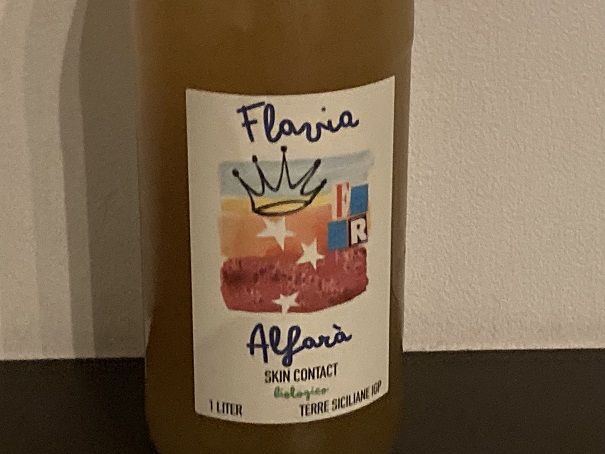 Flavia
F
R
Alfarà
SKIN CONTACT
biologico
1 LITER
TERRE SICILIANE IGP